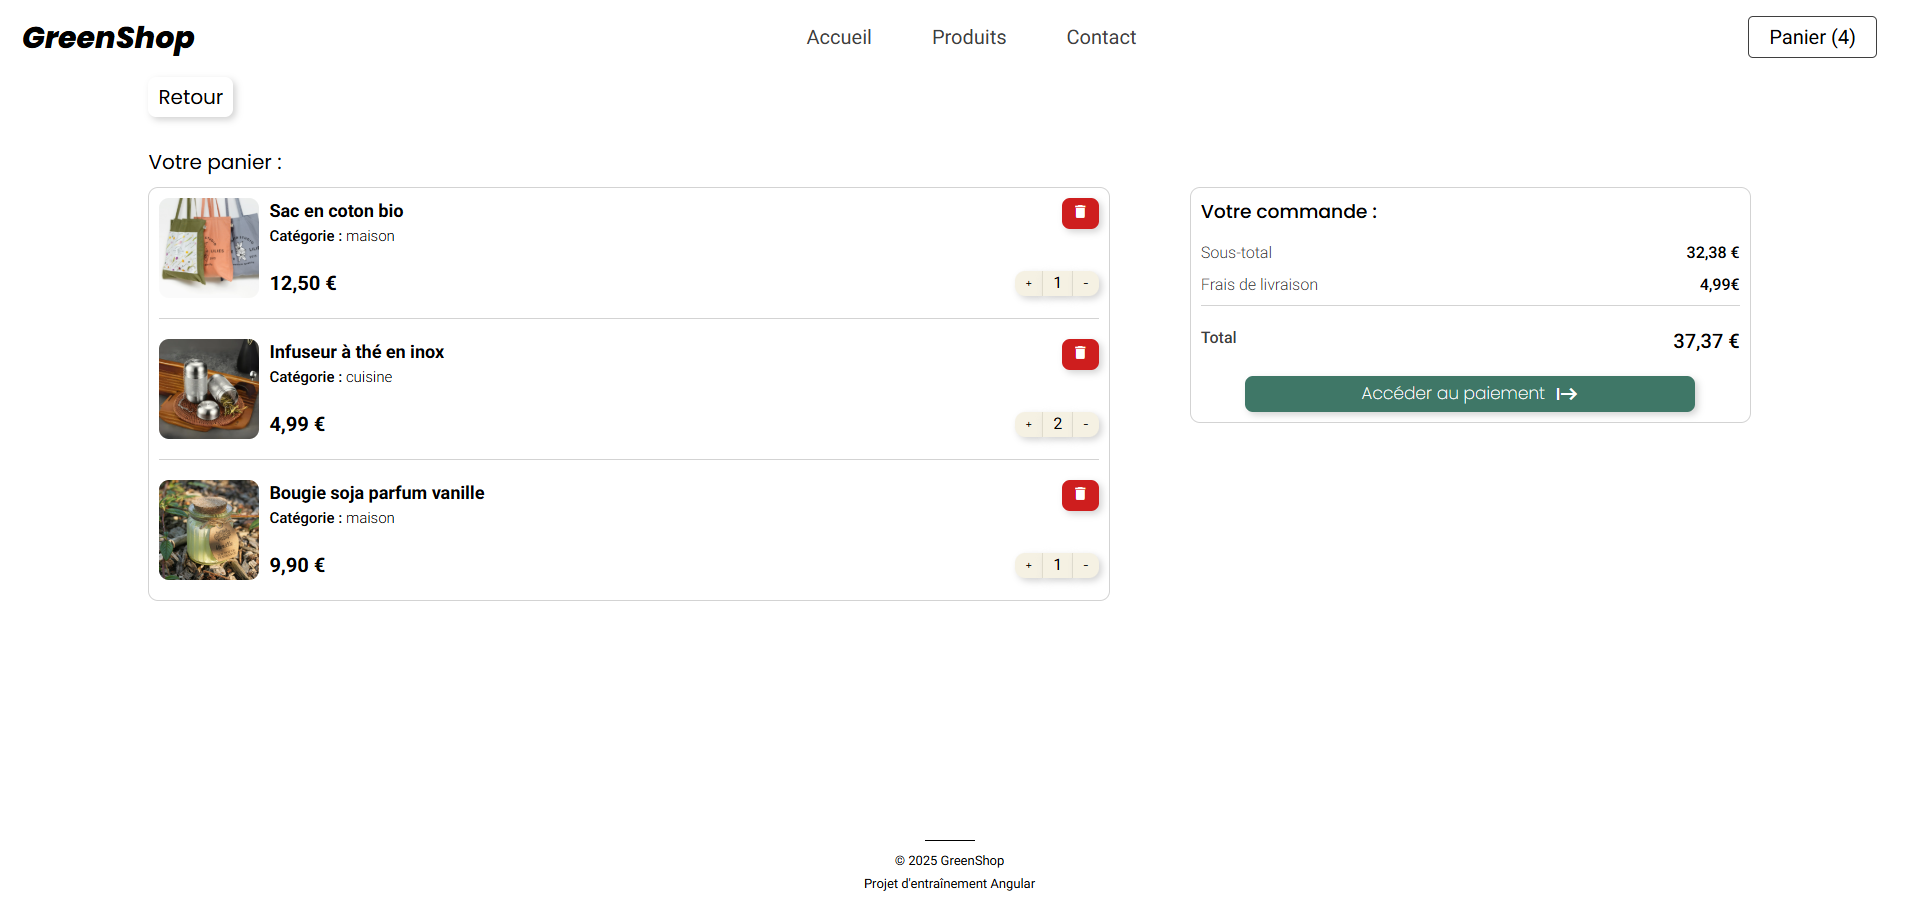 GreenShop
Accueil
Produits
Contact
Panier (4)
Retour
Votre panier :
Sac en coton bio
Catégorie : maison
12,50 €
+ 1 -
Infuseur à thé en inox
Catégorie : cuisine
4,99 €
+ 2 -
Bougie soja parfum vanille
Catégorie : maison
9,90 €
+ 1 -
Votre commande :
Sous-total 32,38 €
Frais de livraison 4,99€
Total 37,37 €
Accéder au paiement
© 2025 GreenShop
Projet d'entraînement Angular